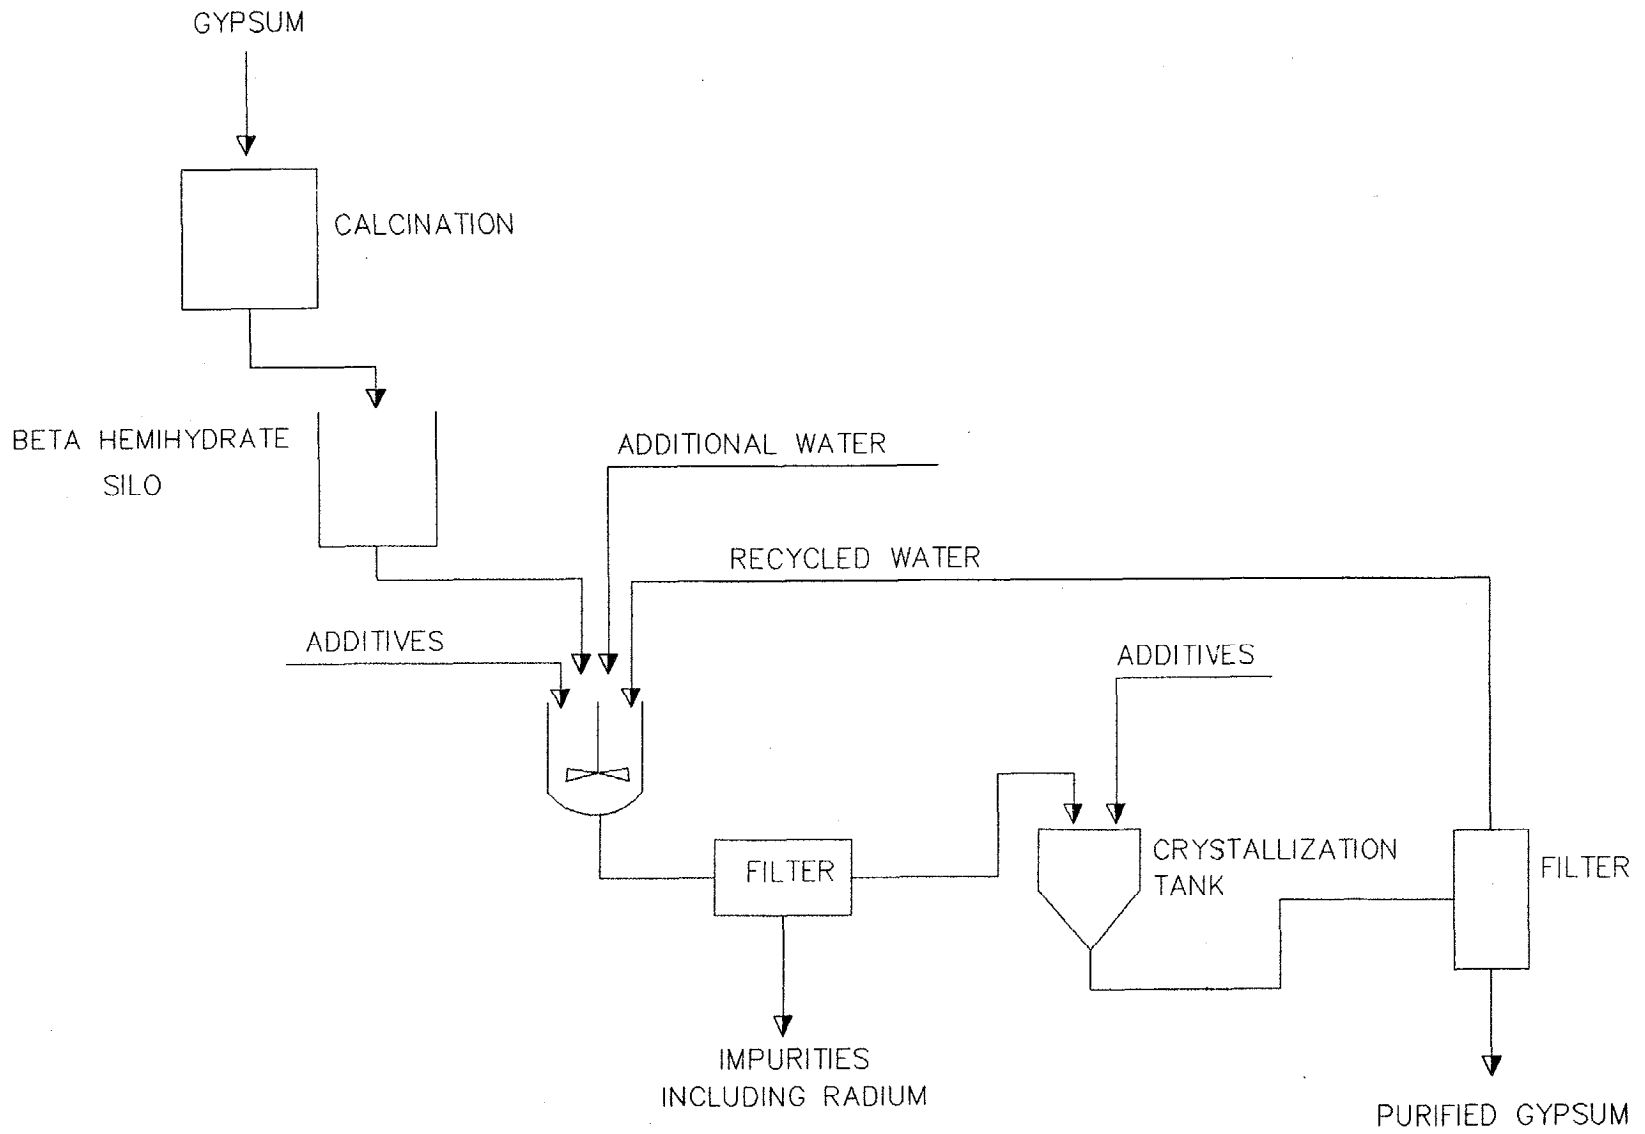 GYPSUM
CALCINATION
BETA HEMIHYDRATE
SILO
ADDITIONAL WATER
RECYCLED WATER
ADDITIVES
ADDITIVES
FILTER
CRYSTALLIZATION
TANK
FILTER
IMPURITIES
INCLUDING RADIUM
PURIFIED GYPSUM